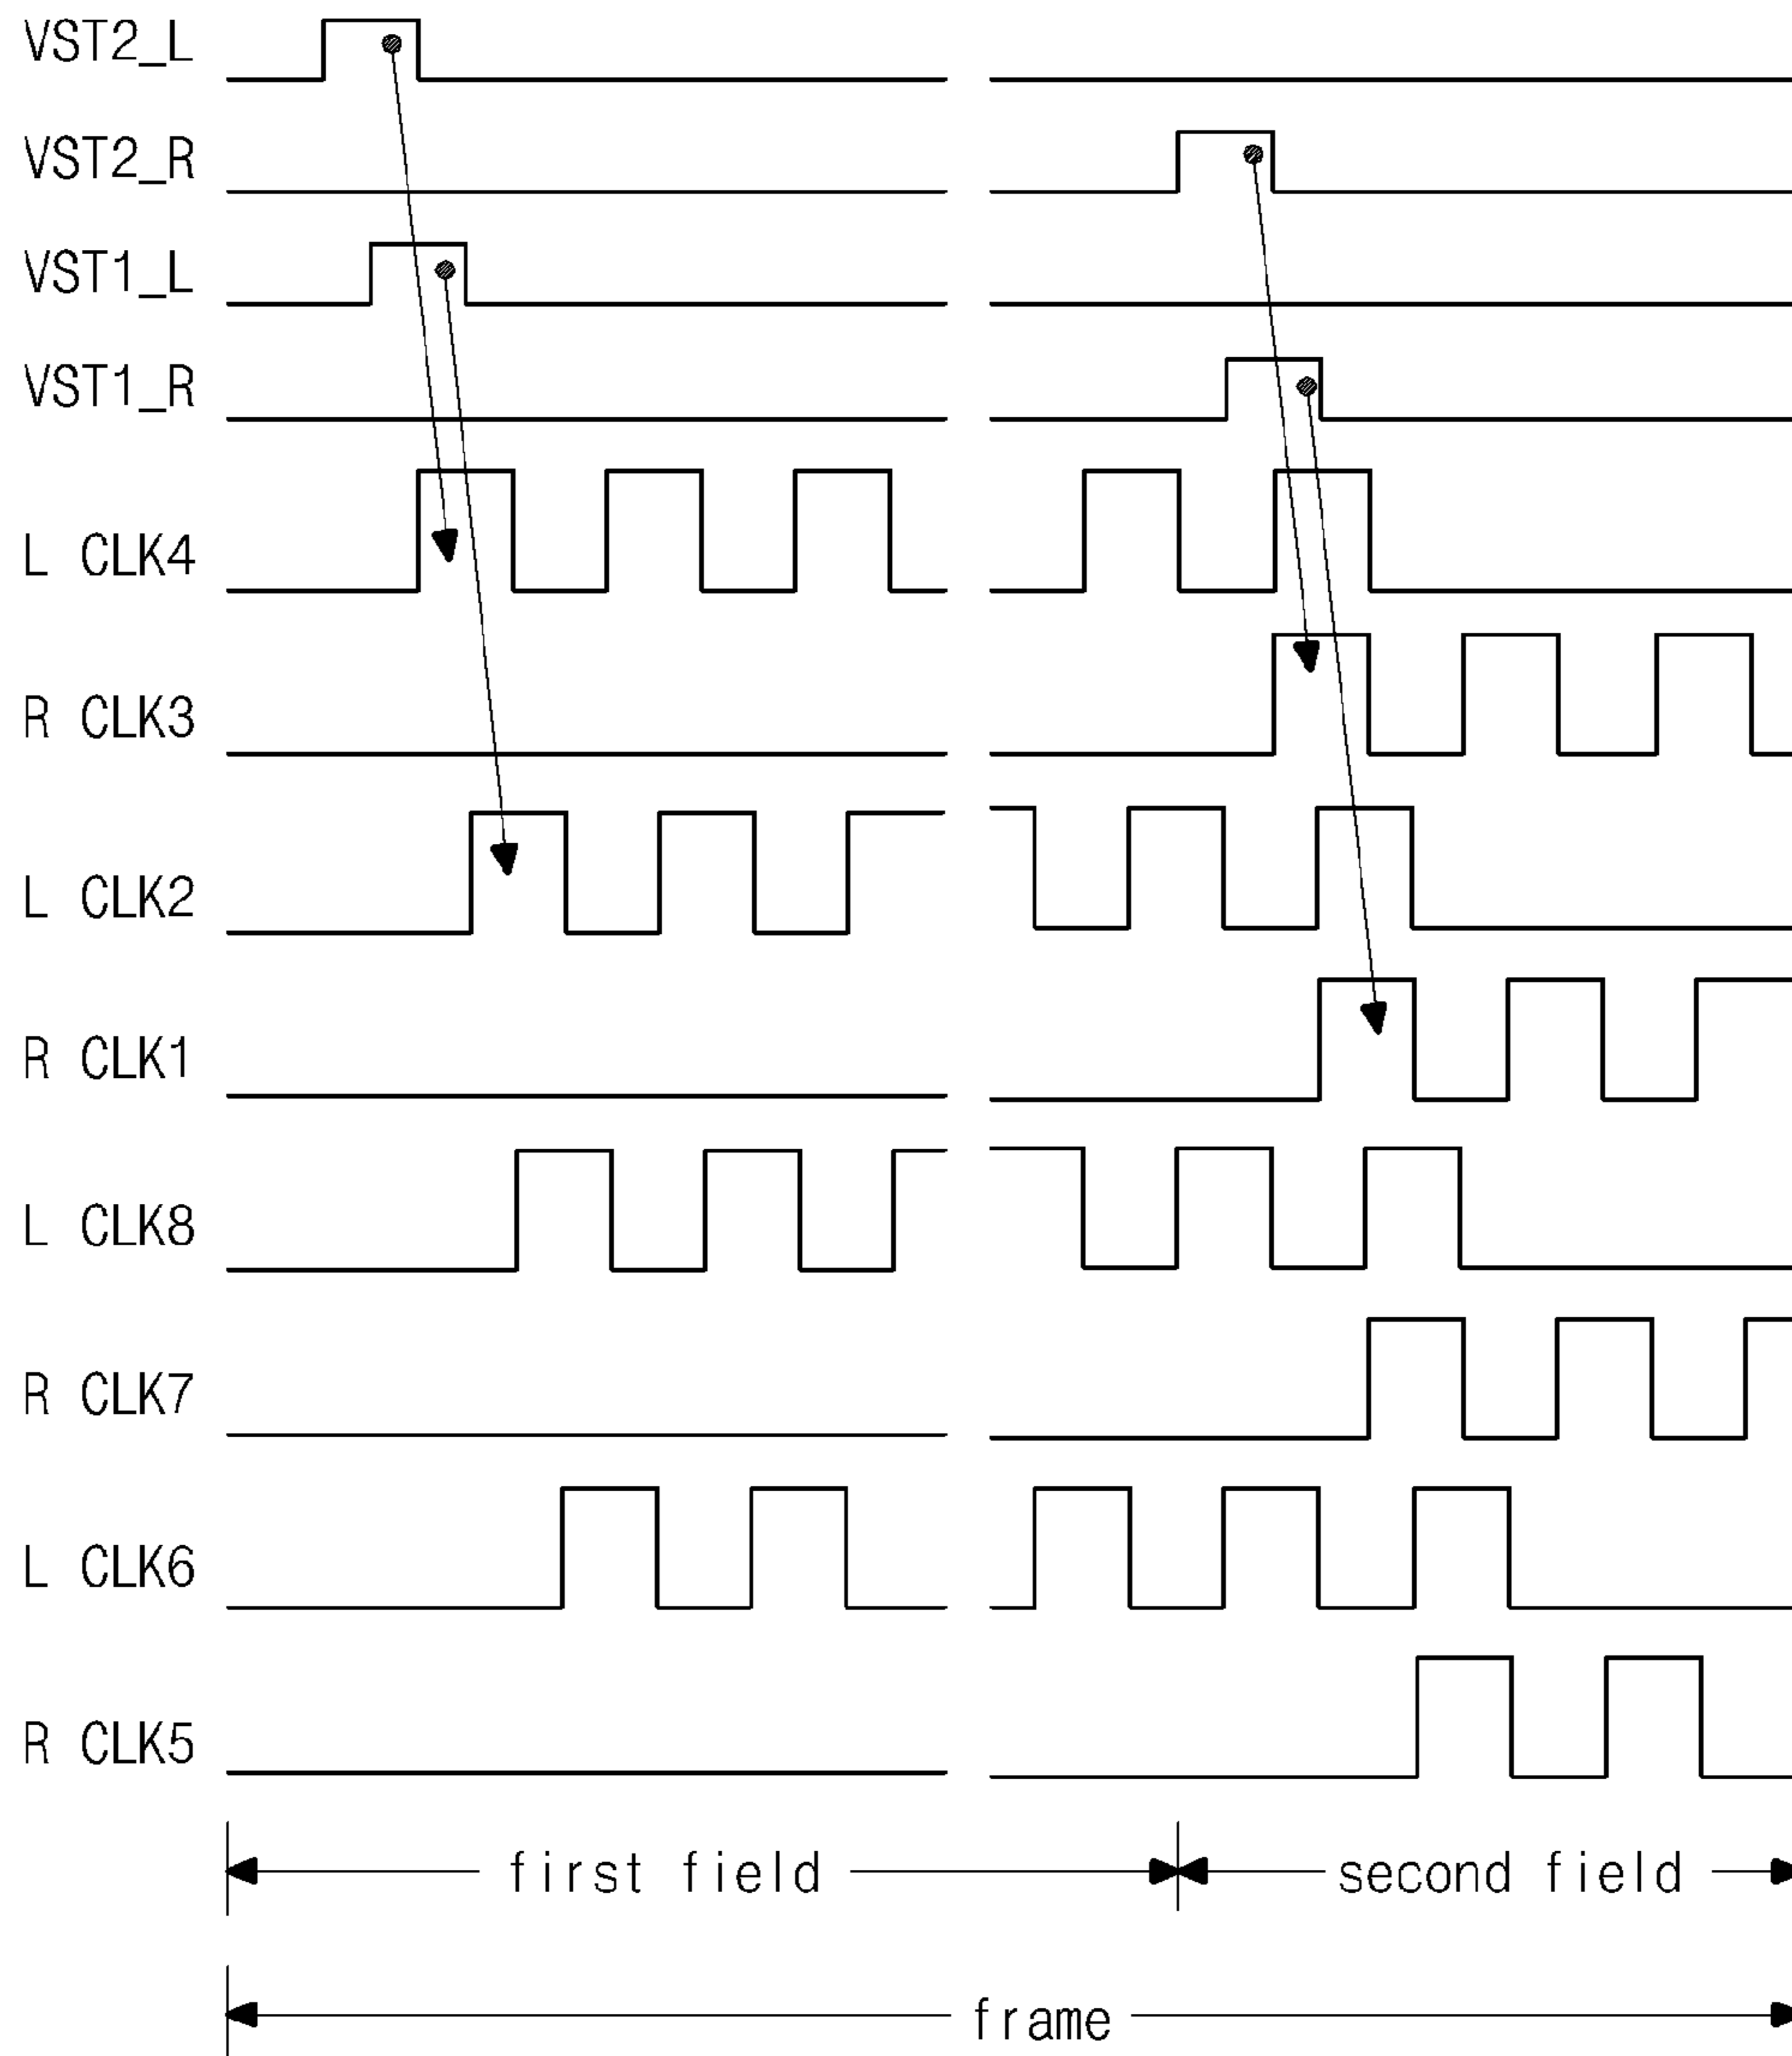 VST2_L
VST2_R
VST1_L
VST1_R
L CLK4
R CLK3
L CLK2
R CLK1
L CLK8
R CLK7
L CLK6
R CLK5
first field second field
frame